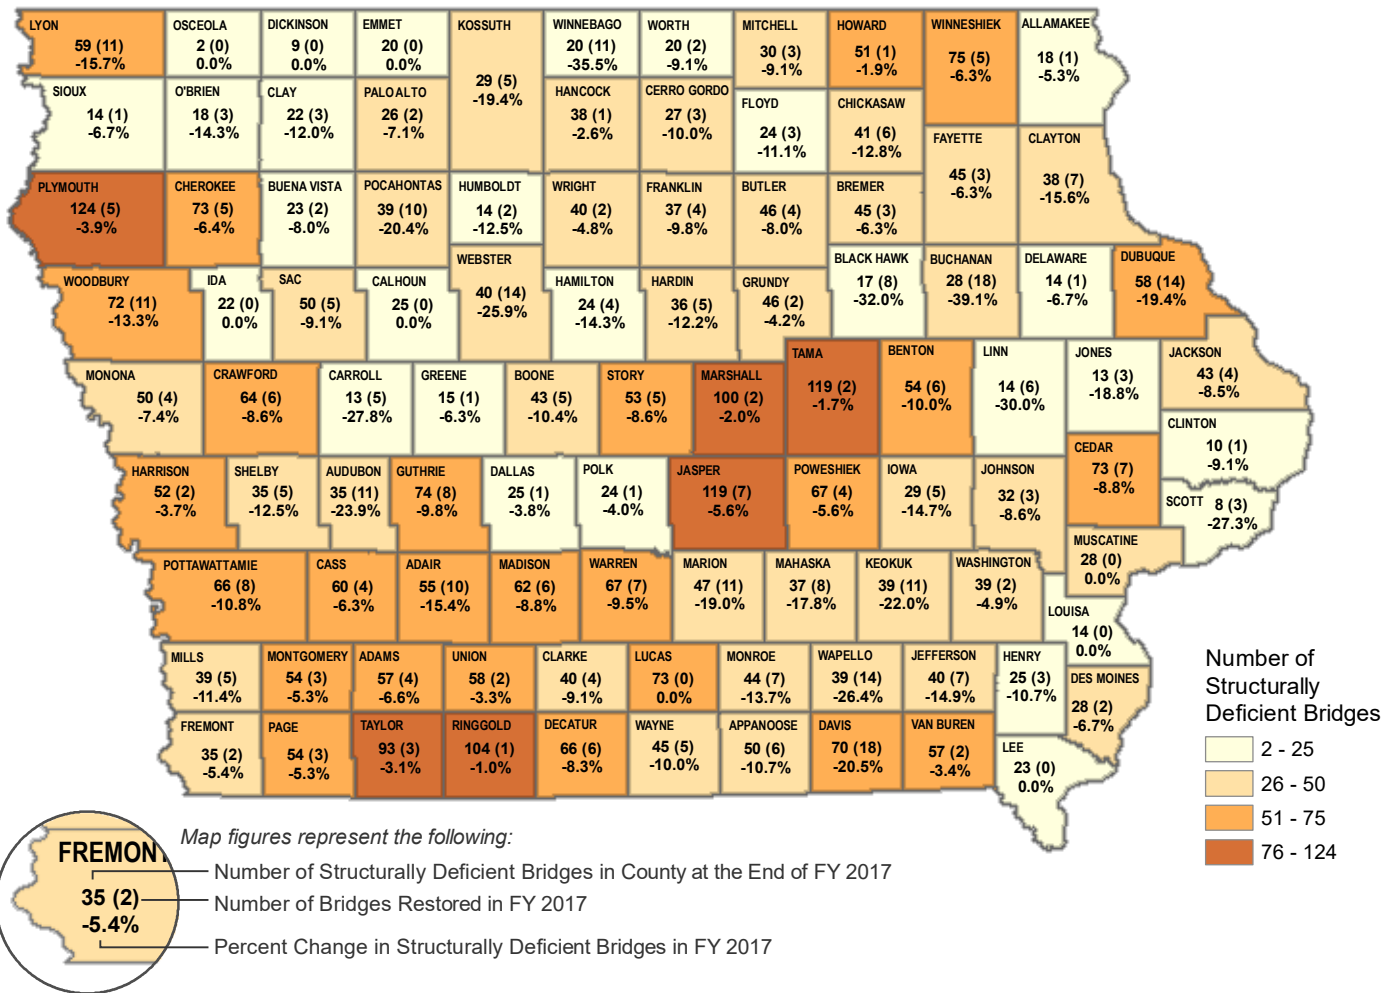 LYON
59 (11)
-15.7%
OSCEOLA
2 (0)
0.0%
DICKINSON
9 (0)
0.0%
EMMET
20 (0)
0.0%
KOSSUTH
29 (5)
-19.4%
WINNEBAGO
20 (11)
-35.5%
WORTH
20 (2)
-9.1%
MITCHELL
30 (3)
-9.1%
HOWARD
51 (1)
-1.9%
WINNESHIEK
75 (5)
-6.3%
ALLAMAKEE
18 (1)
-5.3%
SIOUX
14 (1)
-6.7%
O'BRIEN
18 (3)
-14.3%
CLAY
22 (3)
-12.0%
PALO ALTO
26 (2)
-7.1%
HANCOCK
38 (1)
-2.6%
CERRO GORDO
27 (3)
-10.0%
FLOYD
24 (3)
-11.1%
CHICKASAW
41 (6)
-12.8%
FAYETTE
45 (3)
-6.3%
CLAYTON
38 (7)
-15.6%
PLYMOUTH
124 (5)
-3.9%
CHEROKEE
73 (5)
-6.4%
BUENA VISTA
23 (2)
-8.0%
POCAHONTAS
39 (10)
-20.4%
HUMBOLDT
14 (2)
-12.5%
WRIGHT
40 (2)
-4.8%
FRANKLIN
37 (4)
-9.8%
BUTLER
46 (4)
-8.0%
BREMER
45 (3)
-6.3%
WOODBURY
72 (11)
-13.3%
IDA
22 (0)
0.0%
SAC
50 (5)
-9.1%
CALHOUN
25 (0)
0.0%
WEBSTER
40 (14)
-25.9%
HAMILTON
24 (4)
-14.3%
HARDIN
36 (5)
-12.2%
GRUNDY
46 (2)
-4.2%
BLACK HAWK
17 (8)
-32.0%
BUCHANAN
28 (18)
-39.1%
DELAWARE
14 (1)
-6.7%
DUBUQUE
58 (14)
-19.4%
MONONA
50 (4)
-7.4%
CRAWFORD
64 (6)
-8.6%
CARROLL
13 (5)
-27.8%
GREENE
15 (1)
-6.3%
BOONE
43 (5)
-10.4%
STORY
53 (5)
-8.6%
MARSHALL
100 (2)
-2.0%
TAMA
119 (2)
-1.7%
BENTON
54 (6)
-10.0%
LINN
14 (6)
-30.0%
JONES
13 (3)
-18.8%
JACKSON
43 (4)
-8.5%
CLINTON
10 (1)
-9.1%
HARRISON
52 (2)
-3.7%
SHELBY
35 (5)
-12.5%
AUDUBON
35 (11)
-23.9%
GUTHRIE
74 (8)
-9.8%
DALLAS
25 (1)
-3.8%
POLK
24 (1)
-4.0%
JASPER
119 (7)
-5.6%
POWESHIEK
67 (4)
-5.6%
IOWA
29 (5)
-14.7%
JOHNSON
32 (3)
-8.6%
CEDAR
73 (7)
-8.8%
SCOTT 8 (3)
-27.3%
MUSCATINE
28 (0)
0.0%
POTTAWATTAMIE
66 (8)
-10.8%
CASS
60 (4)
-6.3%
ADAIR
55 (10)
-15.4%
MADISON
62 (6)
-8.8%
WARREN
67 (7)
-9.5%
MARION
47 (11)
-19.0%
MAHASKA
37 (8)
-17.8%
KEOKUK
39 (11)
-22.0%
WASHINGTON
39 (2)
-4.9%
LOUISA
14 (0)
0.0%
MILLS
39 (5)
-11.4%
MONTGOMERY
54 (3)
-5.3%
ADAMS
57 (4)
-6.6%
UNION
58 (2)
-3.3%
CLARKE
40 (4)
-9.1%
LUCAS
73 (0)
0.0%
MONROE
44 (7)
-13.7%
WAPELLO
39 (14)
-26.4%
JEFFERSON
40 (7)
-14.9%
HENRY
25 (3)
-10.7%
DES MOINES
28 (2)
-6.7%
FREMONT
35 (2)
-5.4%
PAGE
54 (3)
-5.3%
TAYLOR
93 (3)
-3.1%
RINGGOLD
104 (1)
-1.0%
DECATUR
66 (6)
-8.3%
WAYNE
45 (5)
-10.0%
APPANOOSE
50 (6)
-10.7%
DAVIS
70 (18)
-20.5%
VAN BUREN
57 (2)
-3.4%
LEE
23 (0)
0.0%
Number of
Structurally
Deficient Bridges
2 - 25
26 - 50
51 - 75
76 - 124
Map figures represent the following:
FREMONT
35 (2)
-5.4%
Number of Structurally Deficient Bridges in County at the End of FY 2017
Number of Bridges Restored in FY 2017
Percent Change in Structurally Deficient Bridges in FY 2017